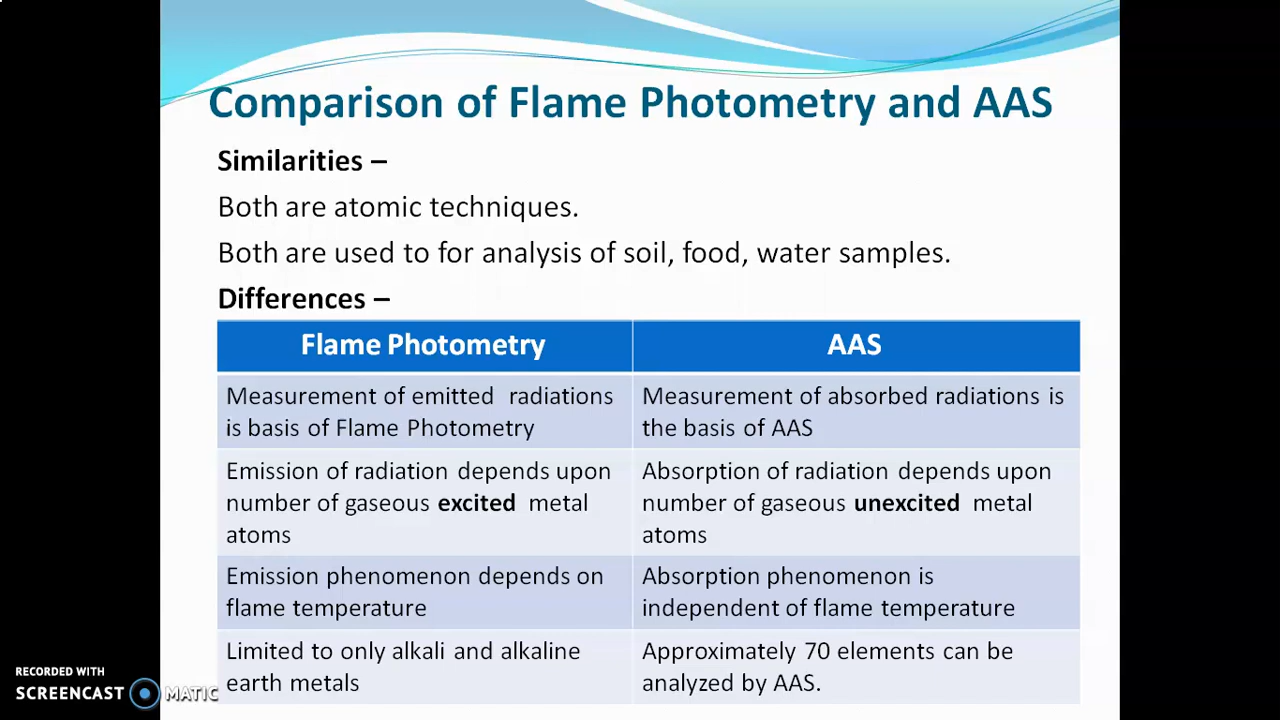 Comparison of Flame Photometry and AAS
Similarities –
Both are atomic techniques.
Both are used to for analysis of soil, food, water samples.
Differences –
Flame Photometry
AAS
Measurement of emitted radiations
is basis of Flame Photometry
Measurement of absorbed radiations is
the basis of AAS
Emission of radiation depends upon
number of gaseous excited metal
atoms
Absorption of radiation depends upon
number of gaseous unexcited metal
atoms
Emission phenomenon depends on
flame temperature
Absorption phenomenon is
independent of flame temperature
Limited to only alkali and alkaline
earth metals
Approximately 70 elements can be
analyzed by AAS.
RECORDED WITH
SCREENCAST MATIC